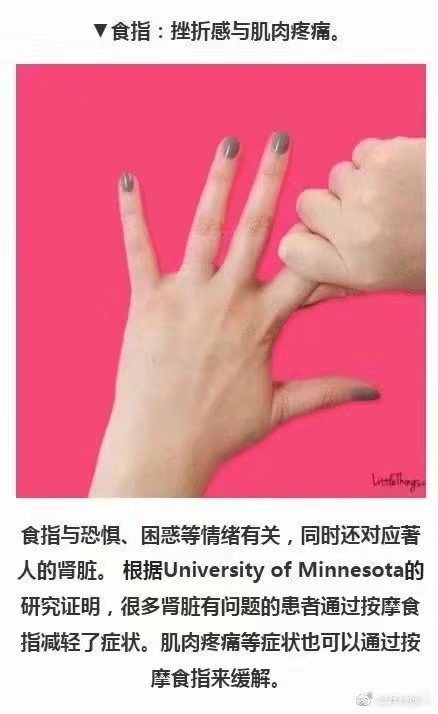 ▼食指：挫折感与肌肉疼痛。
LittleThings.c
食指与恐惧、困惑等情绪有关，同时还对应著
人的肾脏。 根据University of Minnesota的
研究证明，很多肾脏有问题的患者通过按摩食
指减轻了症状。肌肉疼痛等症状也可以通过按
摩食指来缓解。